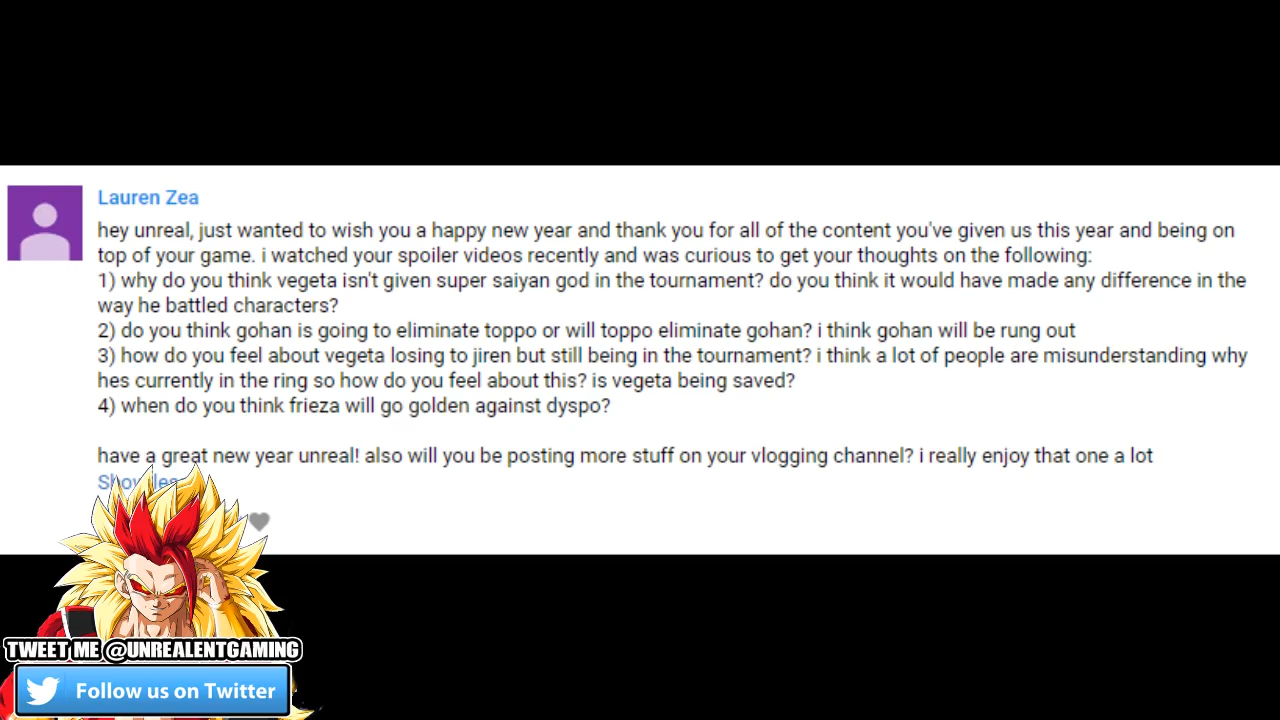 Lauren Zea
hey unreal, just wanted to wish you a happy new year and thank you for all of the content you've given us this year and being on
top of your game. i watched your spoiler videos recently and was curious to get your thoughts on the following:
1) why do you think vegeta isn't given super saiyan god in the tournament? do you think it would have made any difference in the
way he battled characters?
2) do you think gohan is going to eliminate toppo or will toppo eliminate gohan? i think gohan will be rung out
3) how do you feel about vegeta losing to jiren but still being in the tournament? i think a lot of people are misunderstanding why
hes currently in the ring so how do you feel about this? is vegeta being saved?
4) when do you think frieza will go golden against dyspo?
have a great new year unreal! also will you be posting more stuff on your vlogging channel? i really enjoy that one a lot
TWEET ME @UNREALENTGAMING
Follow us on Twitter